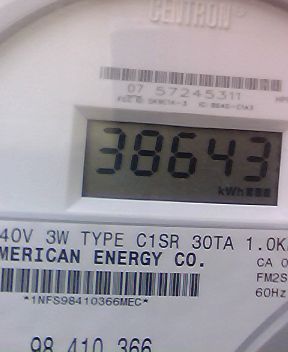 CENTRON®
07 57245311
38643
kWh
40V 3W TYPE C1SR 30TA 1.0K
MERICAN ENERGY CO.
CA 0
FM2S
60Hz
*1NFS98410366MEC*
98 410 366